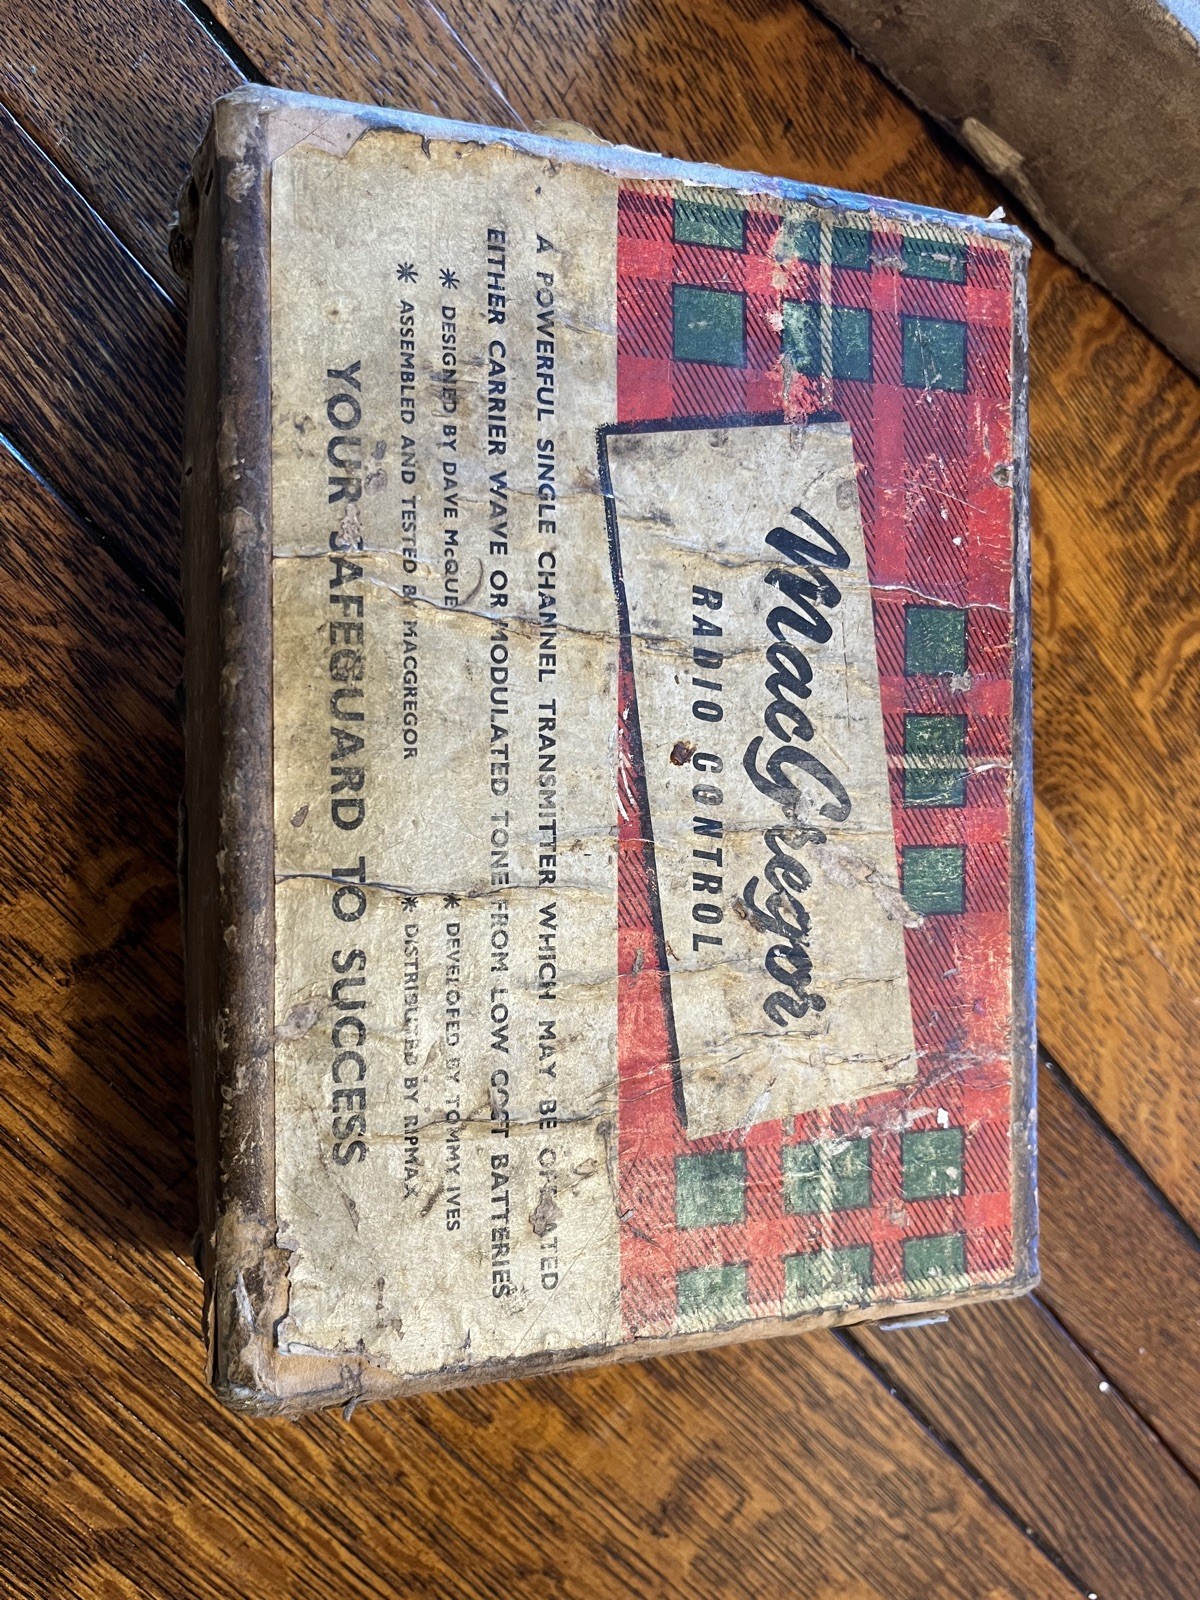 MacGregor
RADIO CONTROL
A POWERFUL SINGLE CHANNEL TRANSMITTER WHICH MAY BE OPERATED
EITHER CARRIER WAVE OR MODULATED TONE FROM LOW COST BATTERIES
* DESIGNED BY DAVE McQUE * DEVELOPED BY TOMMY IVES
* ASSEMBLED AND TESTED BY MACGREGOR * DISTRIBUTED BY RIPMAX
YOUR SAFEGUARD TO SUCCESS